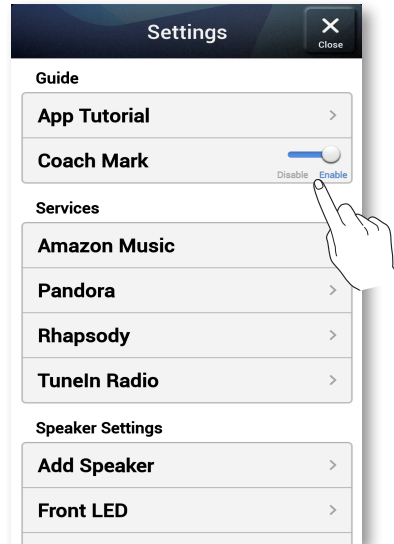 Settings
Close
Guide
App Tutorial
Coach Mark
Disable Enable
Services
Amazon Music
Pandora
Rhapsody
TuneIn Radio
Speaker Settings
Add Speaker
Front LED